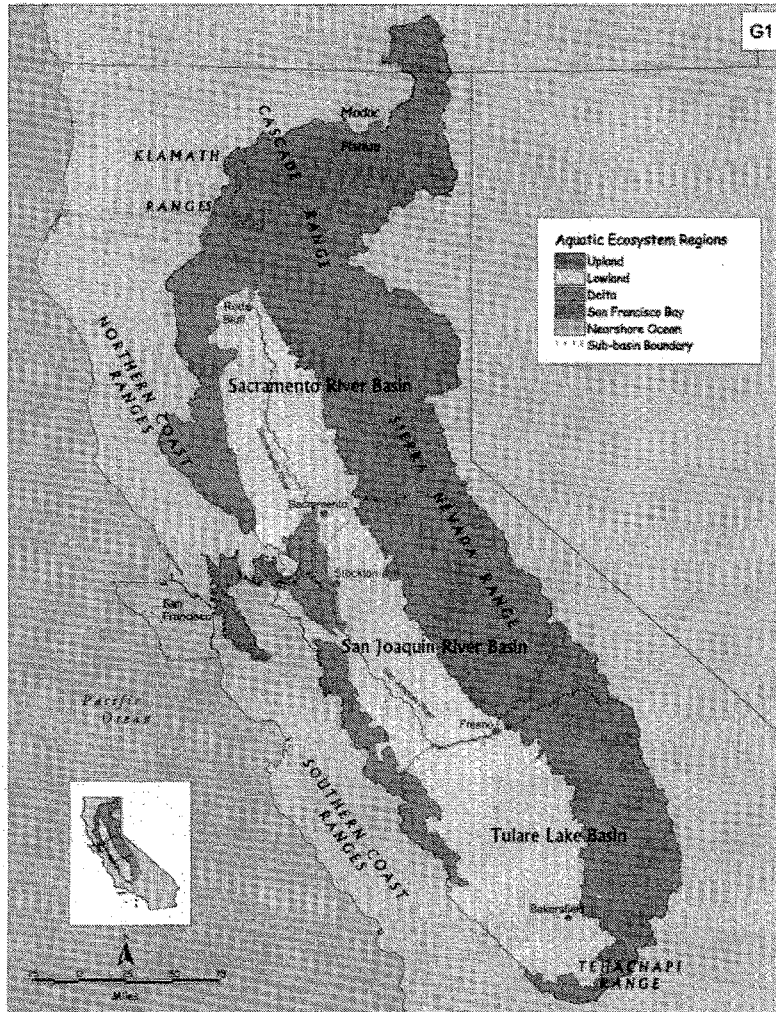 G1
Modoc
Plateau
CASCADE RANGE
KLAMATH
RANGES
Aquatic Ecosystem Regions
Upland
Lowland
Delta
San Francisco Bay
Nearshore Ocean
Sub-basin Boundary
Red
Bluff
NORTHERN COAST
RANGES
Sacramento River Basin
SIERRA NEVADA RANGE
Sacramento
Stockton
San
Francisco
San Joaquin River Basin
Pacific
Ocean
Fresno
SOUTHERN COAST
RANGES
Tulare Lake Basin
Bakersfield
TEHACHAPI
RANGE
Miles